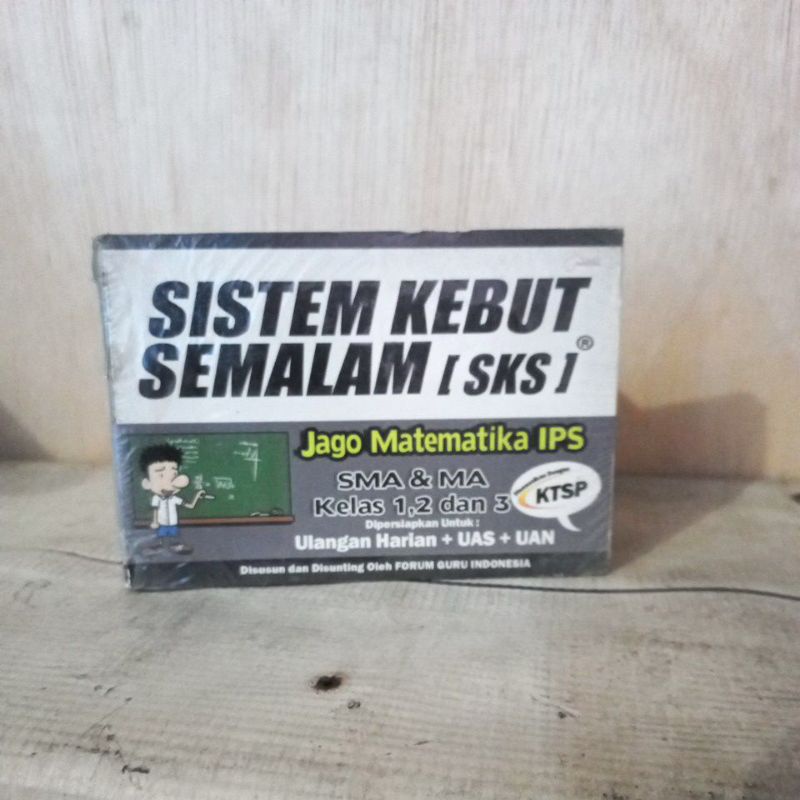 SISTEM KEBUT
SEMALAM [SKS]®
Jago Matematika IPS
SMA & MA
Kelas 1,2 dan 3
KTSP
Dipersiapkan Untuk :
Ulangan Harian + UAS + UAN
Disusun dan Disunting Oleh FORUM GURU INDONESIA